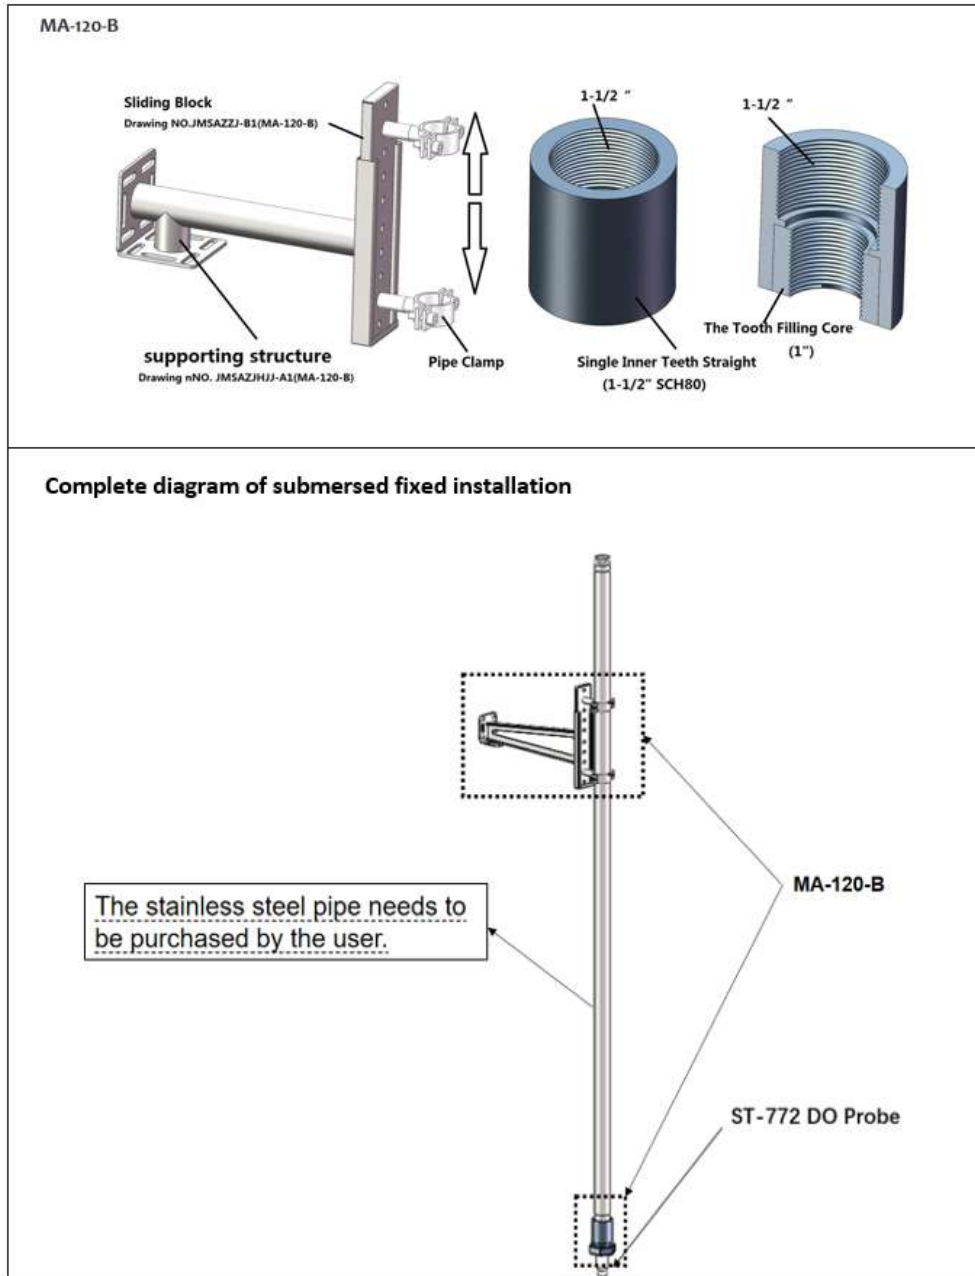 MA-120-B
Sliding Block
Drawing NO.JMSAZZJ-B1(MA-120-B)
1-1/2 "
1-1/2 "
supporting structure
Drawing nNO. JMSAZJHJJ-A1(MA-120-B)
Pipe Clamp
Single Inner Teeth Straight
(1-1/2" SCH80)
The Tooth Filling Core
(1")
Complete diagram of submersed fixed installation
MA-120-B
The stainless steel pipe needs to
be purchased by the user.
ST-772 DO Probe